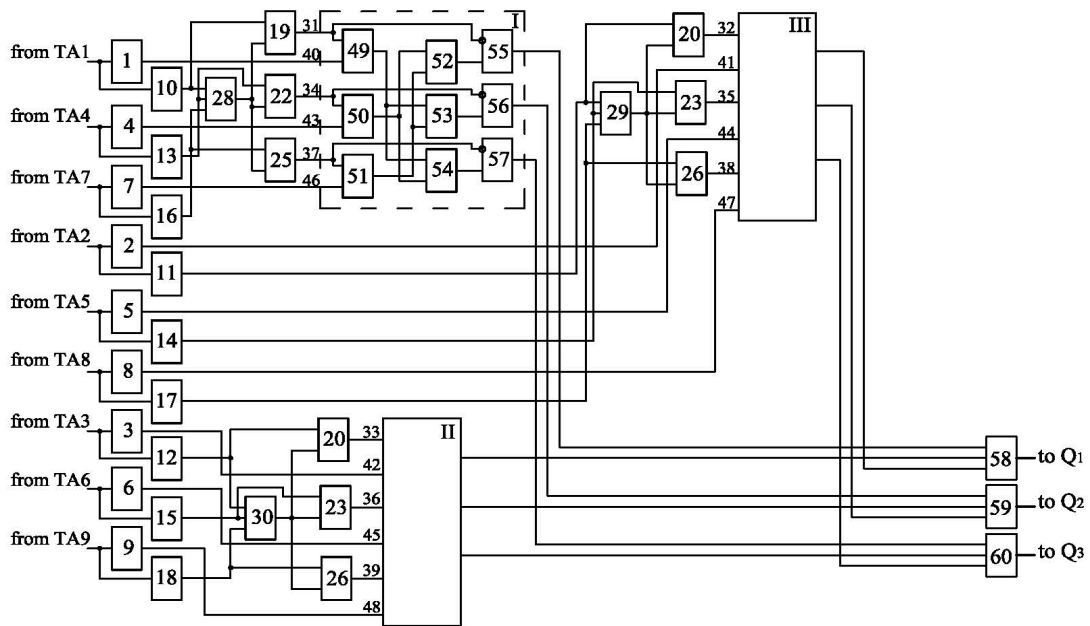 19 31 I 20 32 III
from TA1 1 40 49 52 55 41
10 28 22 34 29 23 35
from TA4 4 43 50 53 56 44
13 25 37 54 57 26 38
from TA7 7 46 51 47
16
from TA2 2
11
from TA5 5
14
from TA8 8
17
from TA3 3 20 33 II
12 42 58 to Q1
from TA6 6 23 36
15 30 45 59 to Q2
from TA9 9 60 to Q3
18 26 39
48